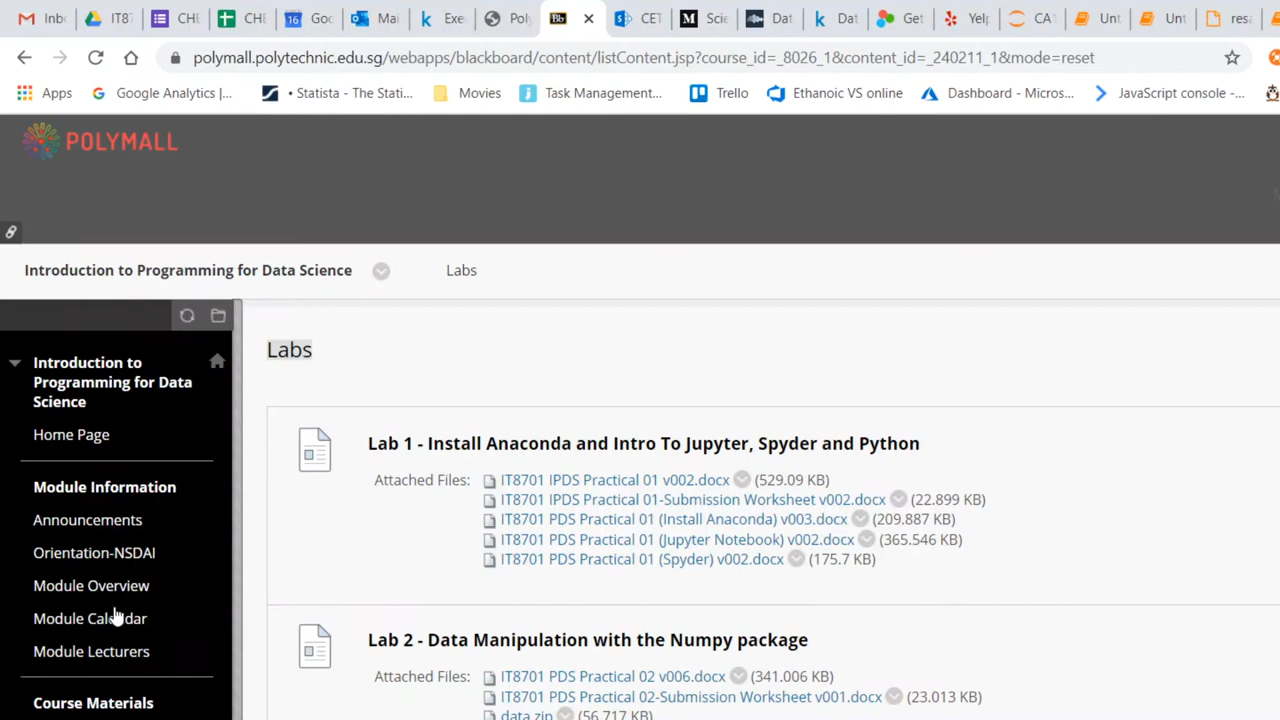 Inb
IT87
CHE
CHE
16
Goc
Mai
k
Exe
Poly
Bb
CET
M
Scie
Dat
k
Dat
Get
Yelp
CA
Unt
Unt
resa
polymall.polytechnic.edu.sg/webapps/blackboard/content/listContent.jsp?course_id=_8026_1&content_id=_240211_1&mode=reset
Apps
Google Analytics |...
• Statista - The Stati...
Movies
Task Management...
Trello
Ethanoic VS online
Dashboard - Micros...
JavaScript console -...
POLYMALL
Introduction to Programming for Data Science
Labs
Introduction to
Programming for Data
Science
Home Page
Module Information
Announcements
Orientation-NSDAI
Module Overview
Module Calendar
Module Lecturers
Course Materials
Labs
Lab 1 - Install Anaconda and Intro To Jupyter, Spyder and Python
Attached Files:
IT8701 IPDS Practical 01 v002.docx (529.09 KB)
IT8701 IPDS Practical 01-Submission Worksheet v002.docx (22.899 KB)
IT8701 PDS Practical 01 (Install Anaconda) v003.docx (209.887 KB)
IT8701 PDS Practical 01 (Jupyter Notebook) v002.docx (365.546 KB)
IT8701 PDS Practical 01 (Spyder) v002.docx (175.7 KB)
Lab 2 - Data Manipulation with the Numpy package
Attached Files:
IT8701 PDS Practical 02 v006.docx (341.006 KB)
IT8701 PDS Practical 02-Submission Worksheet v001.docx (23.013 KB)
data.zip (56.717 KB)